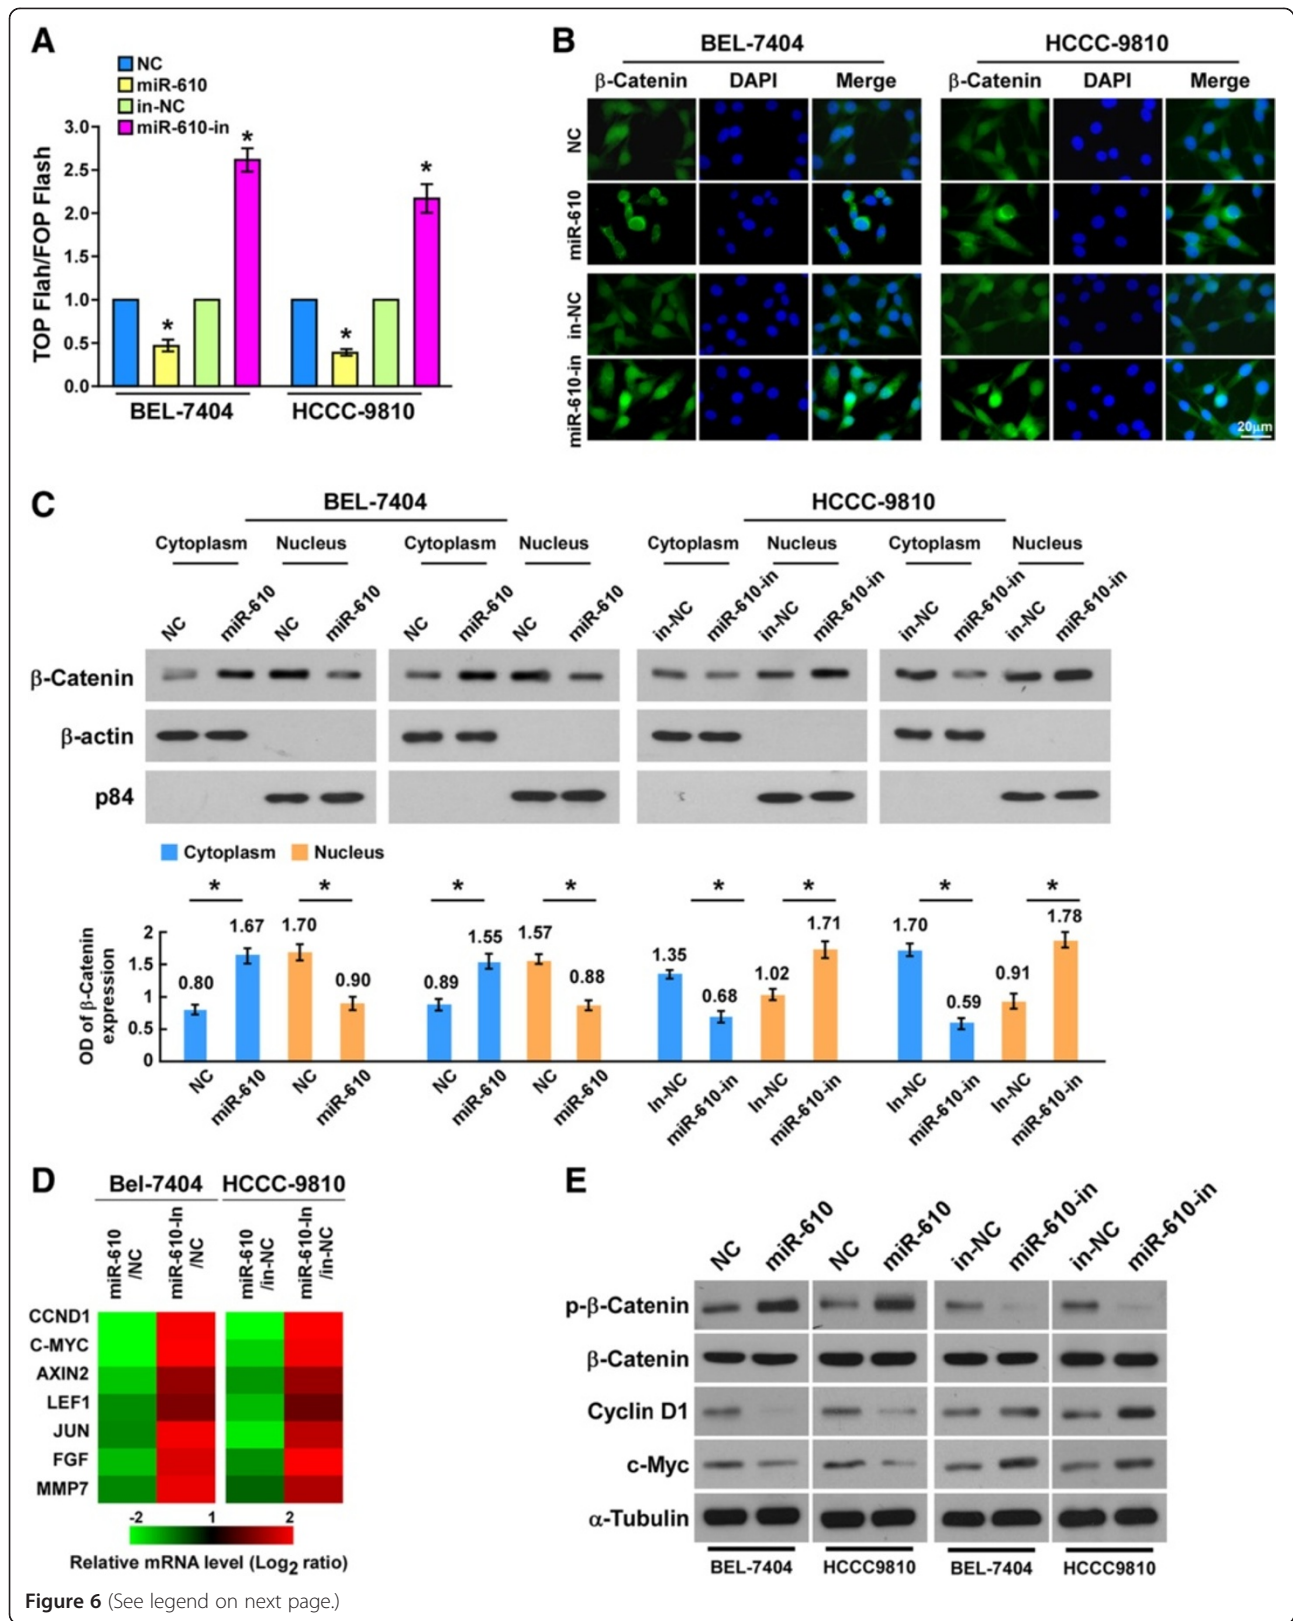 A
NC
miR-610
in-NC
miR-610-in
TOP Flah/FOP Flash
3.0
2.5
2.0
1.5
1.0
0.5
0.0
*
*
*
*
BEL-7404
HCCC-9810
B
BEL-7404
HCCC-9810
β-Catenin DAPI Merge
β-Catenin DAPI Merge
NC
miR-610
in-NC
miR-610-in
20µm
C
BEL-7404
HCCC-9810
Cytoplasm Nucleus Cytoplasm Nucleus Cytoplasm Nucleus Cytoplasm Nucleus
NC miR-610 NC miR-610 NC miR-610 NC miR-610 in-NC miR-610-in in-NC miR-610-in in-NC miR-610-in in-NC miR-610-in
β-Catenin
β-actin
p84
Cytoplasm Nucleus
* * * * * * * *
OD of β-Catenin
expression
2
1.5
1
0.5
0
0.80 1.67 1.70 0.90 0.89 1.55 1.57 0.88 1.35 0.68 1.02 1.71 1.70 0.59 0.91 1.78
NC miR-610 NC miR-610 NC miR-610 NC miR-610 In-NC miR-610-in In-NC miR-610-in In-NC miR-610-in In-NC miR-610-in
D
Bel-7404 HCCC-9810
miR-610
/NC
miR-610-In
/NC
miR-610
/in-NC
miR-610-In
/in-NC
CCND1
C-MYC
AXIN2
LEF1
JUN
FGF
MMP7
-2 1 2
Relative mRNA level (Log2 ratio)
E
NC miR-610 NC miR-610 in-NC miR-610-in in-NC miR-610-in
p-β-Catenin
β-Catenin
Cyclin D1
c-Myc
α-Tubulin
BEL-7404 HCCC9810 BEL-7404 HCCC9810
Figure 6 (See legend on next page.)